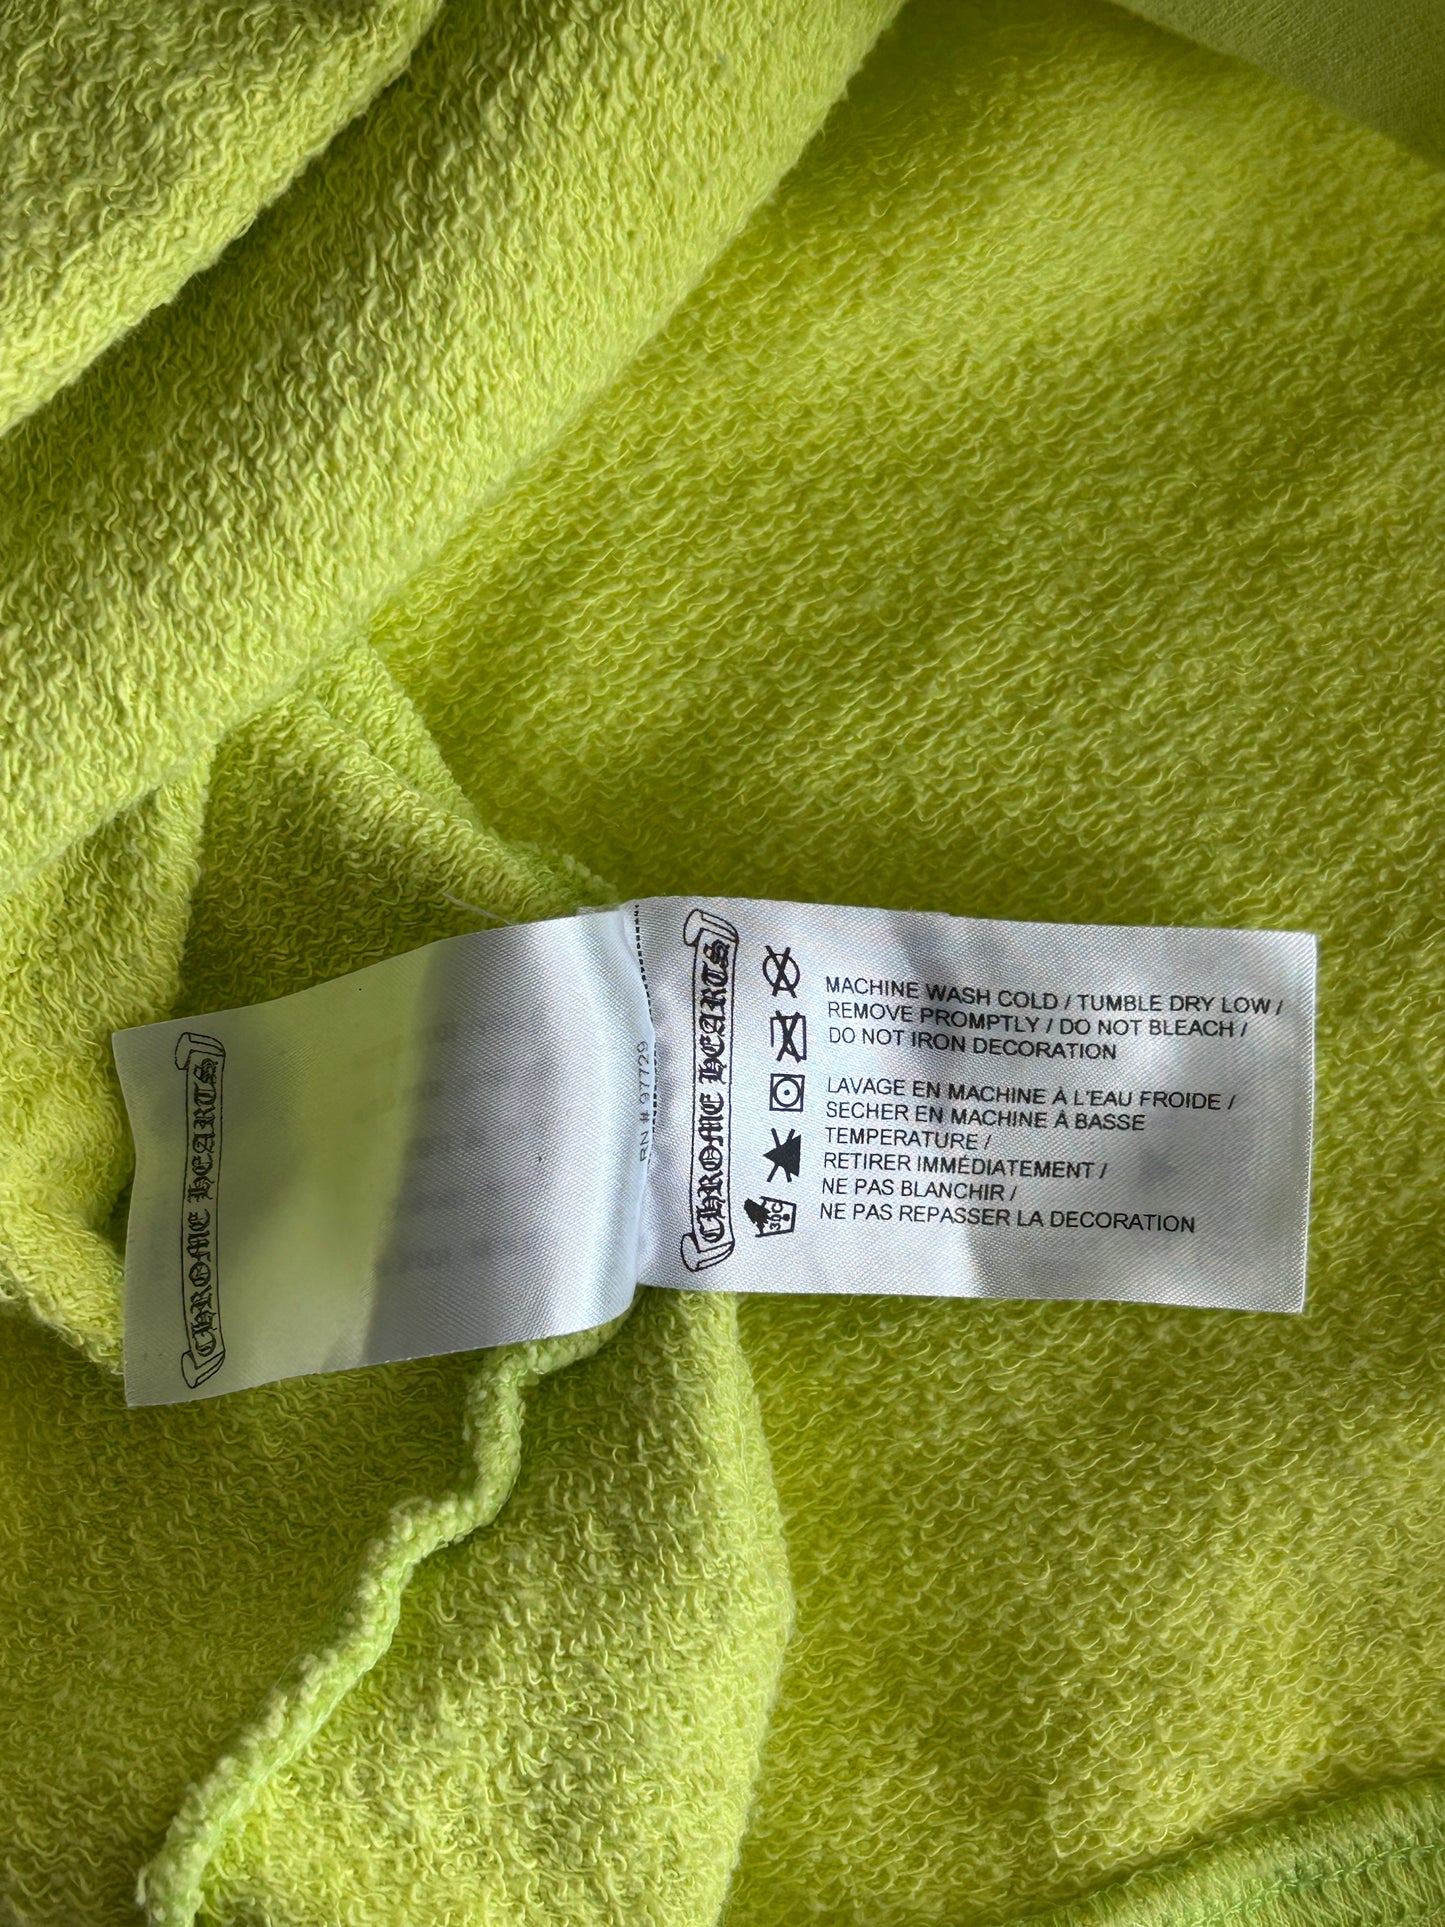 CHROME HEARTS
RN # 97729
CHROME HEARTS
MACHINE WASH COLD / TUMBLE DRY LOW /
REMOVE PROMPTLY / DO NOT BLEACH /
DO NOT IRON DECORATION
LAVAGE EN MACHINE À L'EAU FROIDE /
SECHER EN MACHINE À BASSE
TEMPERATURE /
RETIRER IMMÉDIATEMENT /
NE PAS BLANCHIR /
NE PAS REPASSER LA DECORATION
30C